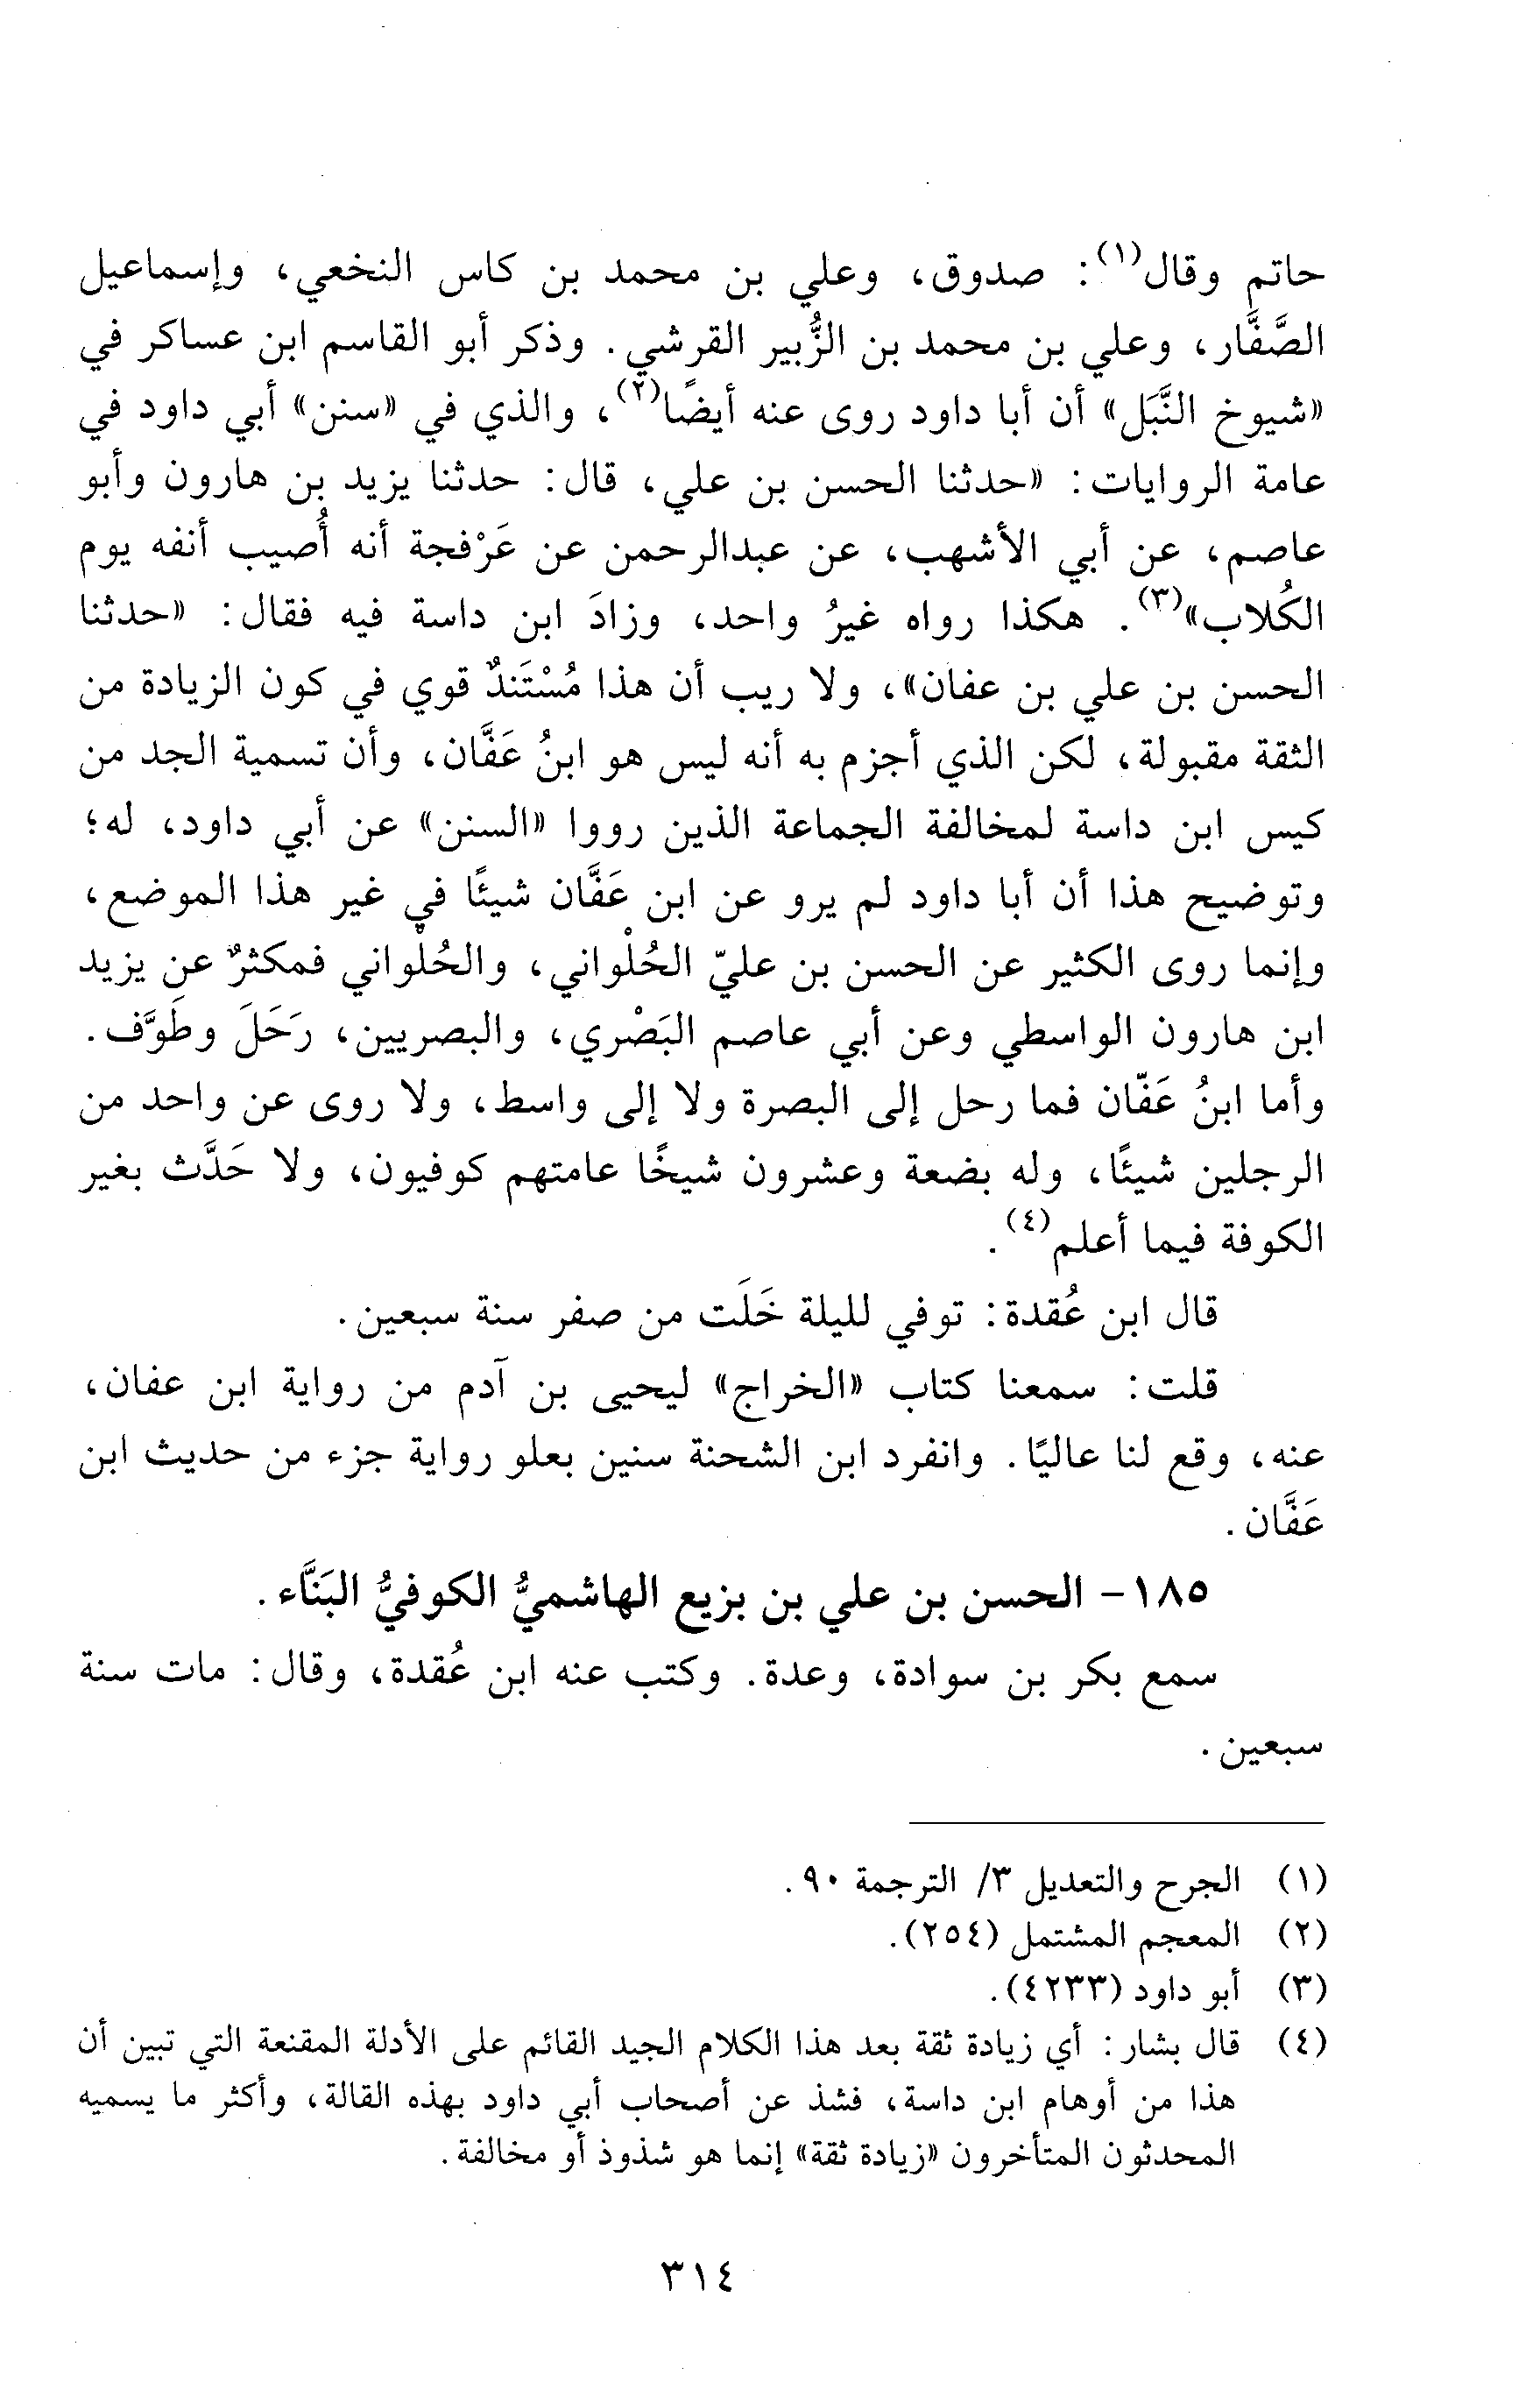 حاتم وقال(١): صدوق، وعلي بن محمد بن كاس النخعي، وإسماعيل
الصَّفَّار، وعلي بن محمد بن الزُّبير القرشي. وذكر أبو القاسم ابن عساكر في
«شيوخ النَّبَل» أن أبا داود روى عنه أيضًا(٢)، والذي في «سنن» أبي داود في
عامة الروايات: «حدثنا الحسن بن علي، قال: حدثنا يزيد بن هارون وأبو
عاصم، عن أبي الأشهب، عن عبدالرحمن عن عَرْفجة أنه أُصيب أنفه يوم
الكُلاب»(٣). هكذا رواه غيرُ واحد، وزادَ ابن داسة فيه فقال: «حدثنا
الحسن بن علي بن عفان»، ولا ريب أن هذا مُسْتَندٌ قوي في كون الزيادة من
الثقة مقبولة، لكن الذي أجزم به أنه ليس هو ابنُ عَفَّان، وأن تسمية الجد من
كيس ابن داسة لمخالفة الجماعة الذين رووا «السنن» عن أبي داود، له؛
وتوضيح هذا أن أبا داود لم يرو عن ابن عَفَّان شيئًا في غير هذا الموضع،
وإنما روى الكثير عن الحسن بن عليّ الحُلْواني، والحُلواني فمكثرٌ عن يزيد
ابن هارون الواسطي وعن أبي عاصم البَصْري، والبصريين، رَحَلَ وطَوَّف.
وأما ابنُ عَفّان فما رحل إلى البصرة ولا إلى واسط، ولا روى عن واحد من
الرجلين شيئًا، وله بضعة وعشرون شيخًا عامتهم كوفيون، ولا حَدَّث بغير
الكوفة فيما أعلم(٤).
قال ابن عُقدة: توفي لليلة خَلَت من صفر سنة سبعين.
قلت: سمعنا كتاب «الخراج» ليحيى بن آدم من رواية ابن عفان،
عنه، وقع لنا عاليًا. وانفرد ابن الشحنة سنين بعلو رواية جزء من حديث ابن
عَفَّان.
١٨٥- الحسن بن علي بن بزيع الهاشميُّ الكوفيُّ البَنَّاء.
سمع بكر بن سوادة، وعدة. وكتب عنه ابن عُقدة، وقال: مات سنة
سبعين.
(١) الجرح والتعديل ٣/ الترجمة ٩٠.
(٢) المعجم المشتمل (٢٥٤).
(٣) أبو داود (٤٢٣٣).
(٤) قال بشار: أي زيادة ثقة بعد هذا الكلام الجيد القائم على الأدلة المقنعة التي تبين أن
هذا من أوهام ابن داسة، فشذ عن أصحاب أبي داود بهذه القالة، وأكثر ما يسميه
المحدثون المتأخرون «زيادة ثقة» إنما هو شذوذ أو مخالفة.
٣١٤